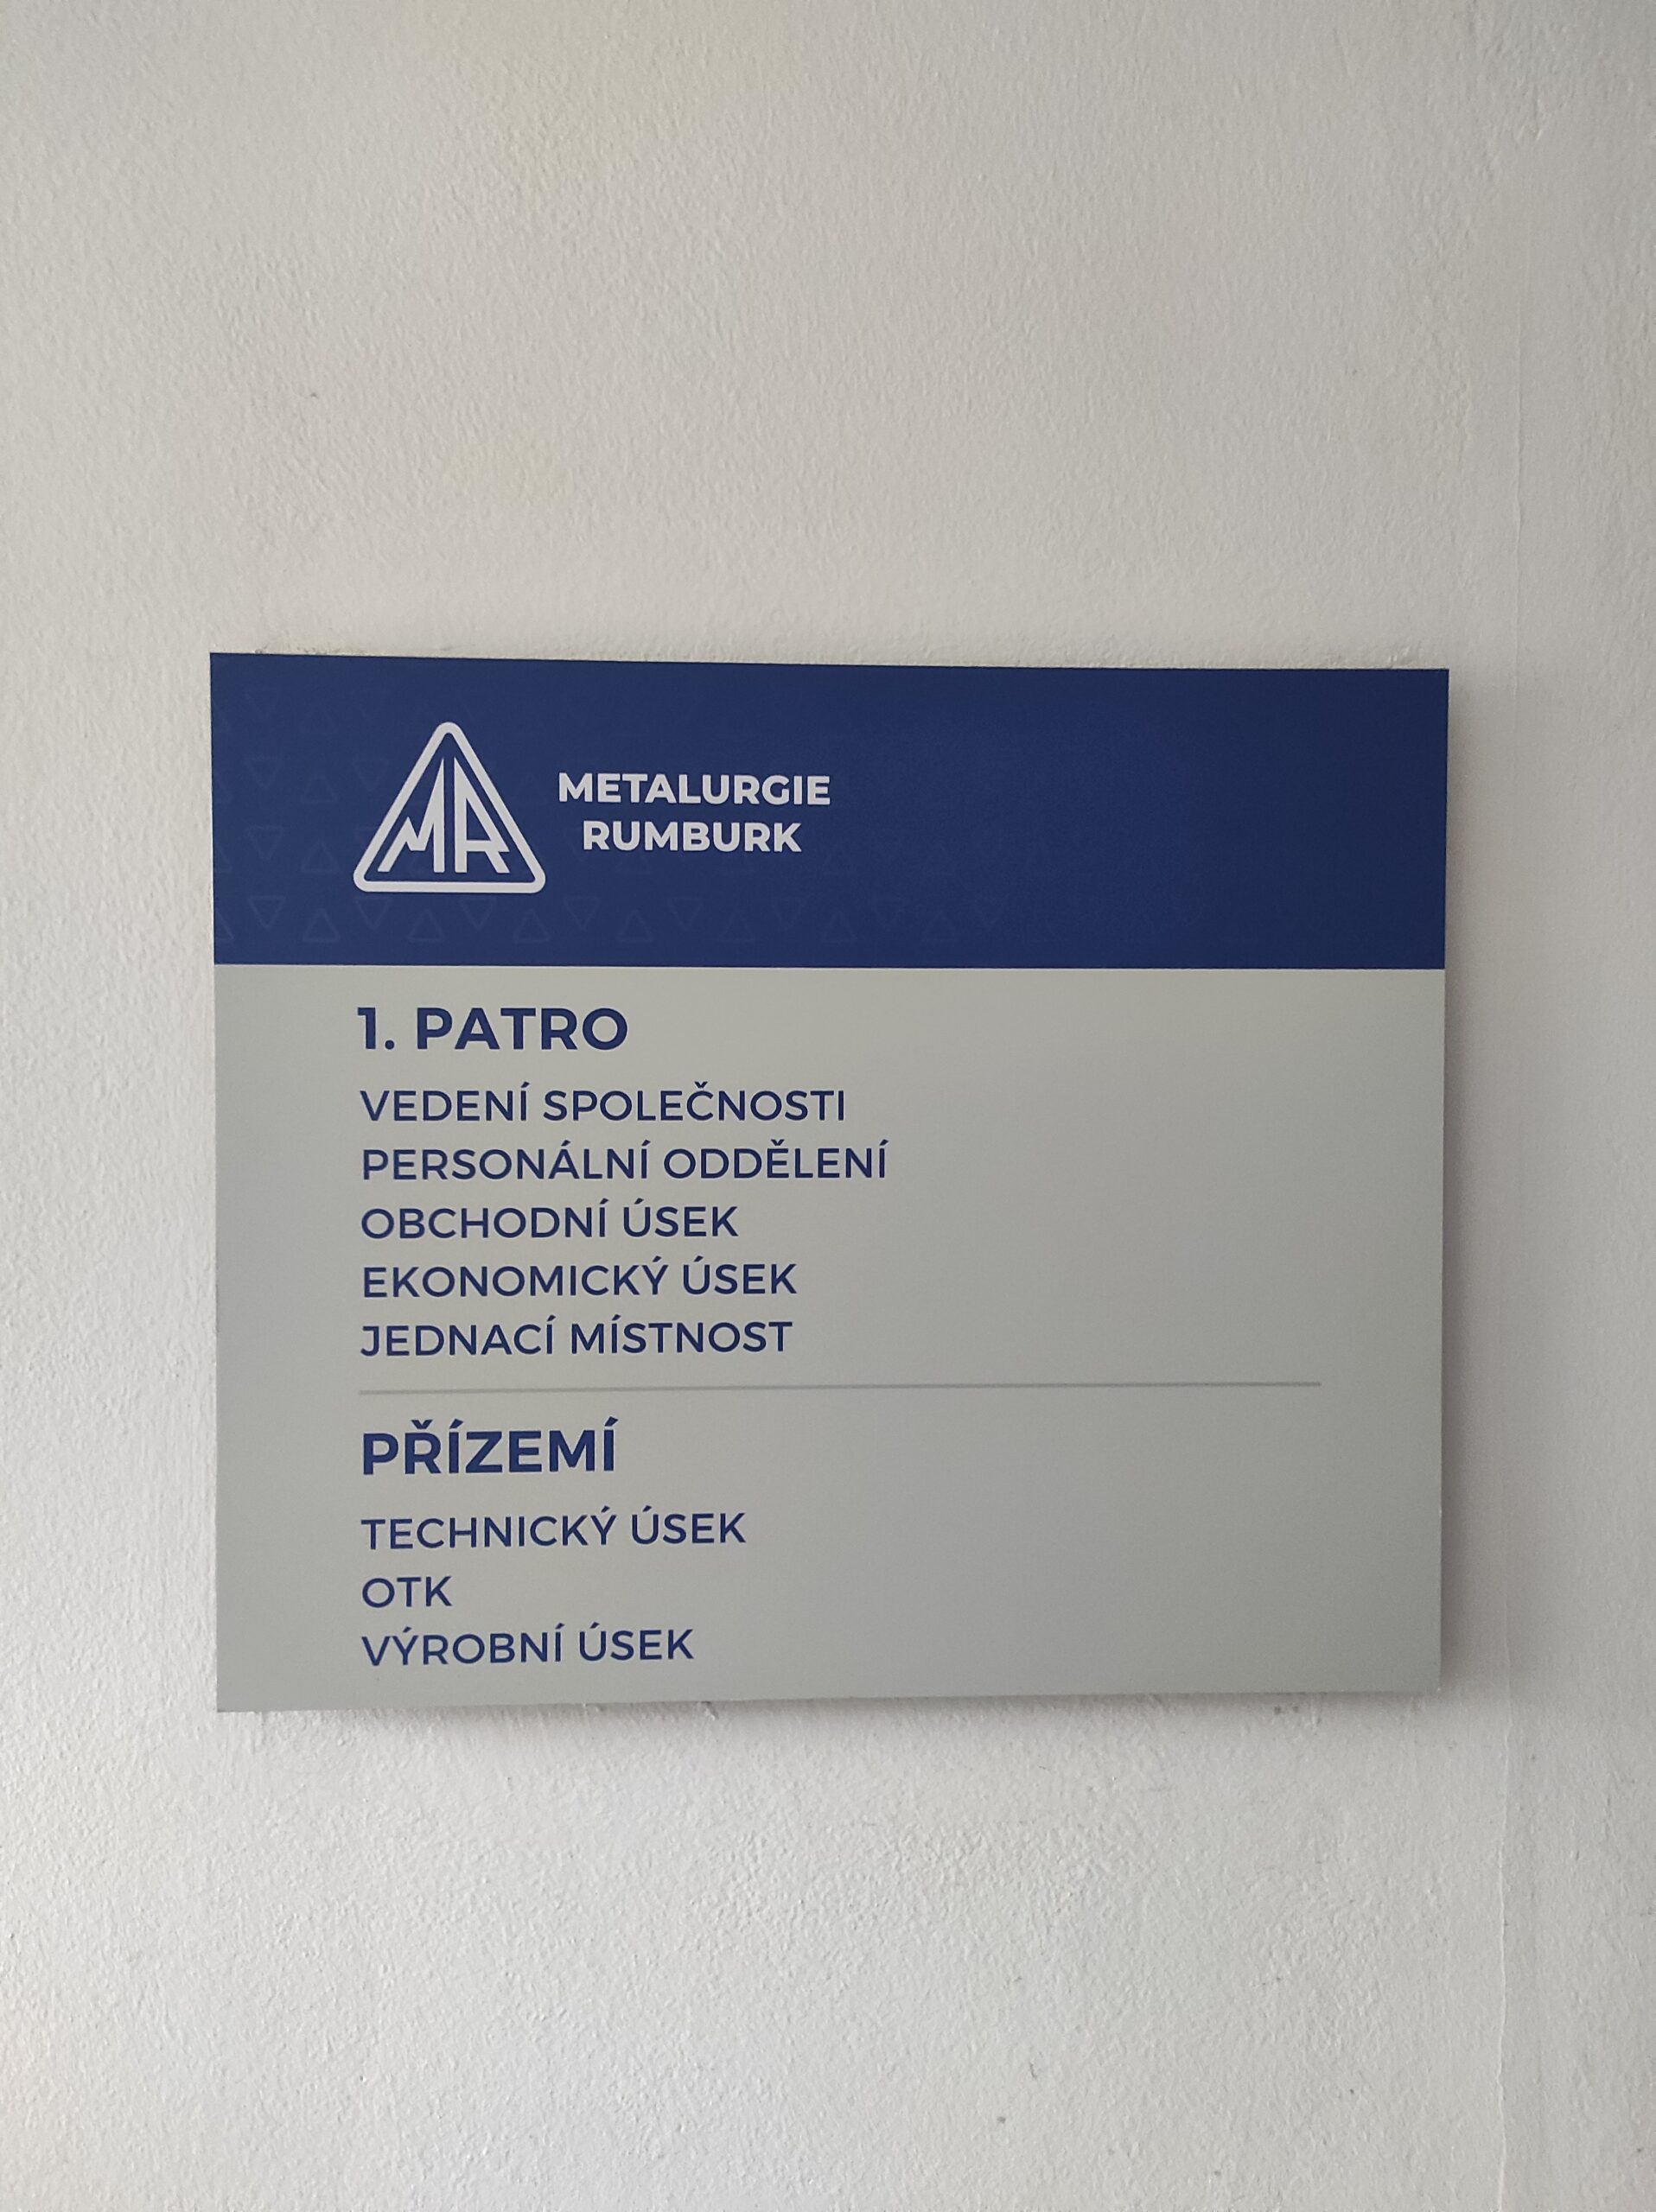 MR
METALURGIE
RUMBURK
1. PATRO
VEDENÍ SPOLEČNOSTI
PERSONÁLNÍ ODDĚLENÍ
OBCHODNÍ ÚSEK
EKONOMICKÝ ÚSEK
JEDNACÍ MÍSTNOST
PŘÍZEMÍ
TECHNICKÝ ÚSEK
OTK
VÝROBNÍ ÚSEK